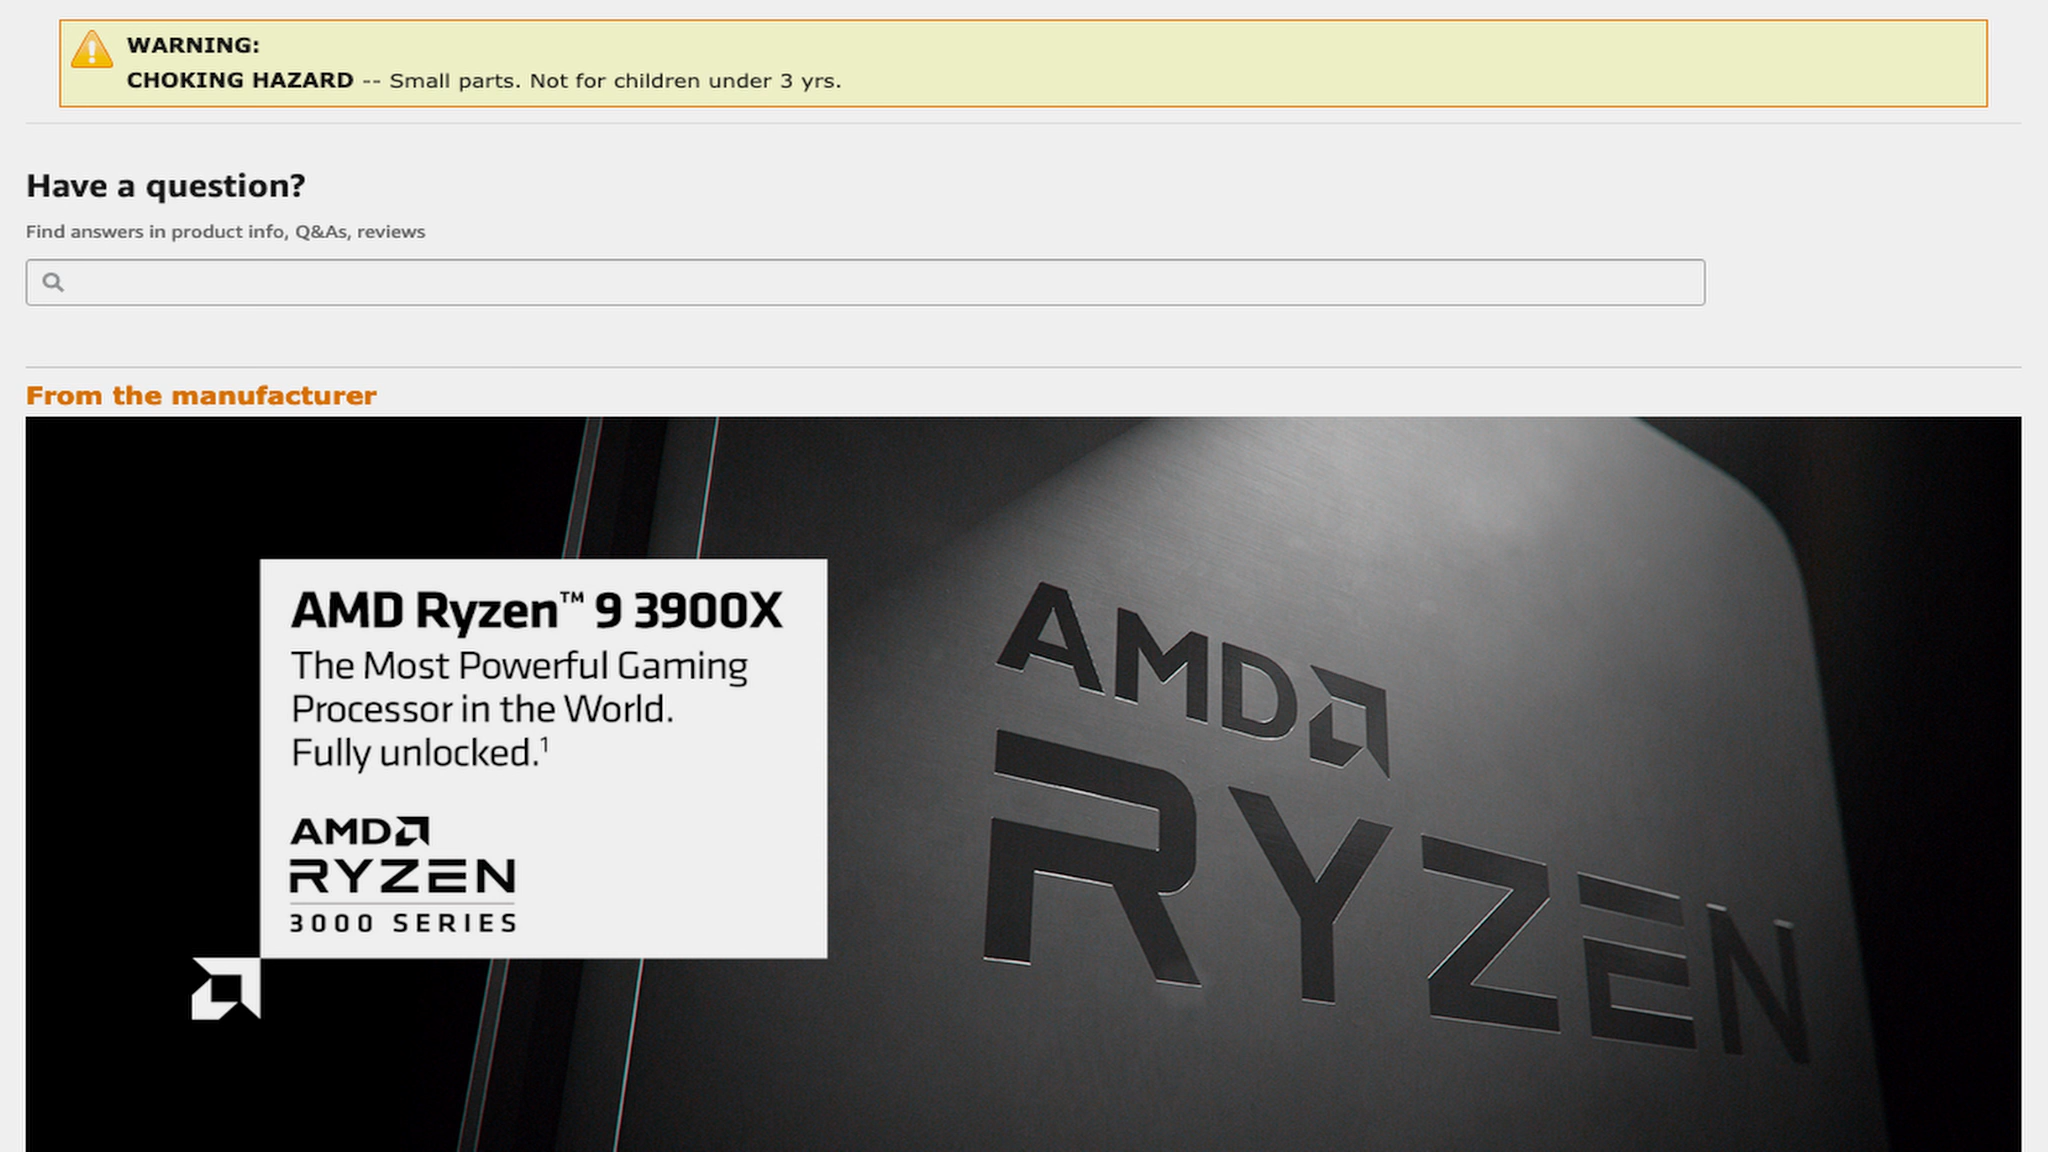 WARNING:
CHOKING HAZARD -- Small parts. Not for children under 3 yrs.
Have a question?
Find answers in product info, Q&As, reviews
From the manufacturer
AMD Ryzen™ 9 3900X
The Most Powerful Gaming
Processor in the World.
Fully unlocked.¹
AMD
RYZEN
3000 SERIES
AMD
RYZEN